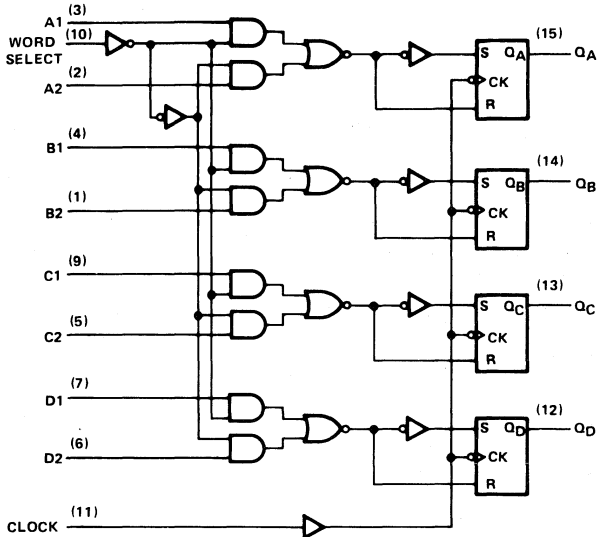 A1 (3)
WORD SELECT (10)
A2 (2)
S QA (15) QA
CK
R
B1 (4)
B2 (1)
S QB (14) QB
CK
R
C1 (9)
C2 (5)
S QC (13) QC
CK
R
D1 (7)
D2 (6)
S QD (12) QD
CK
R
CLOCK (11)